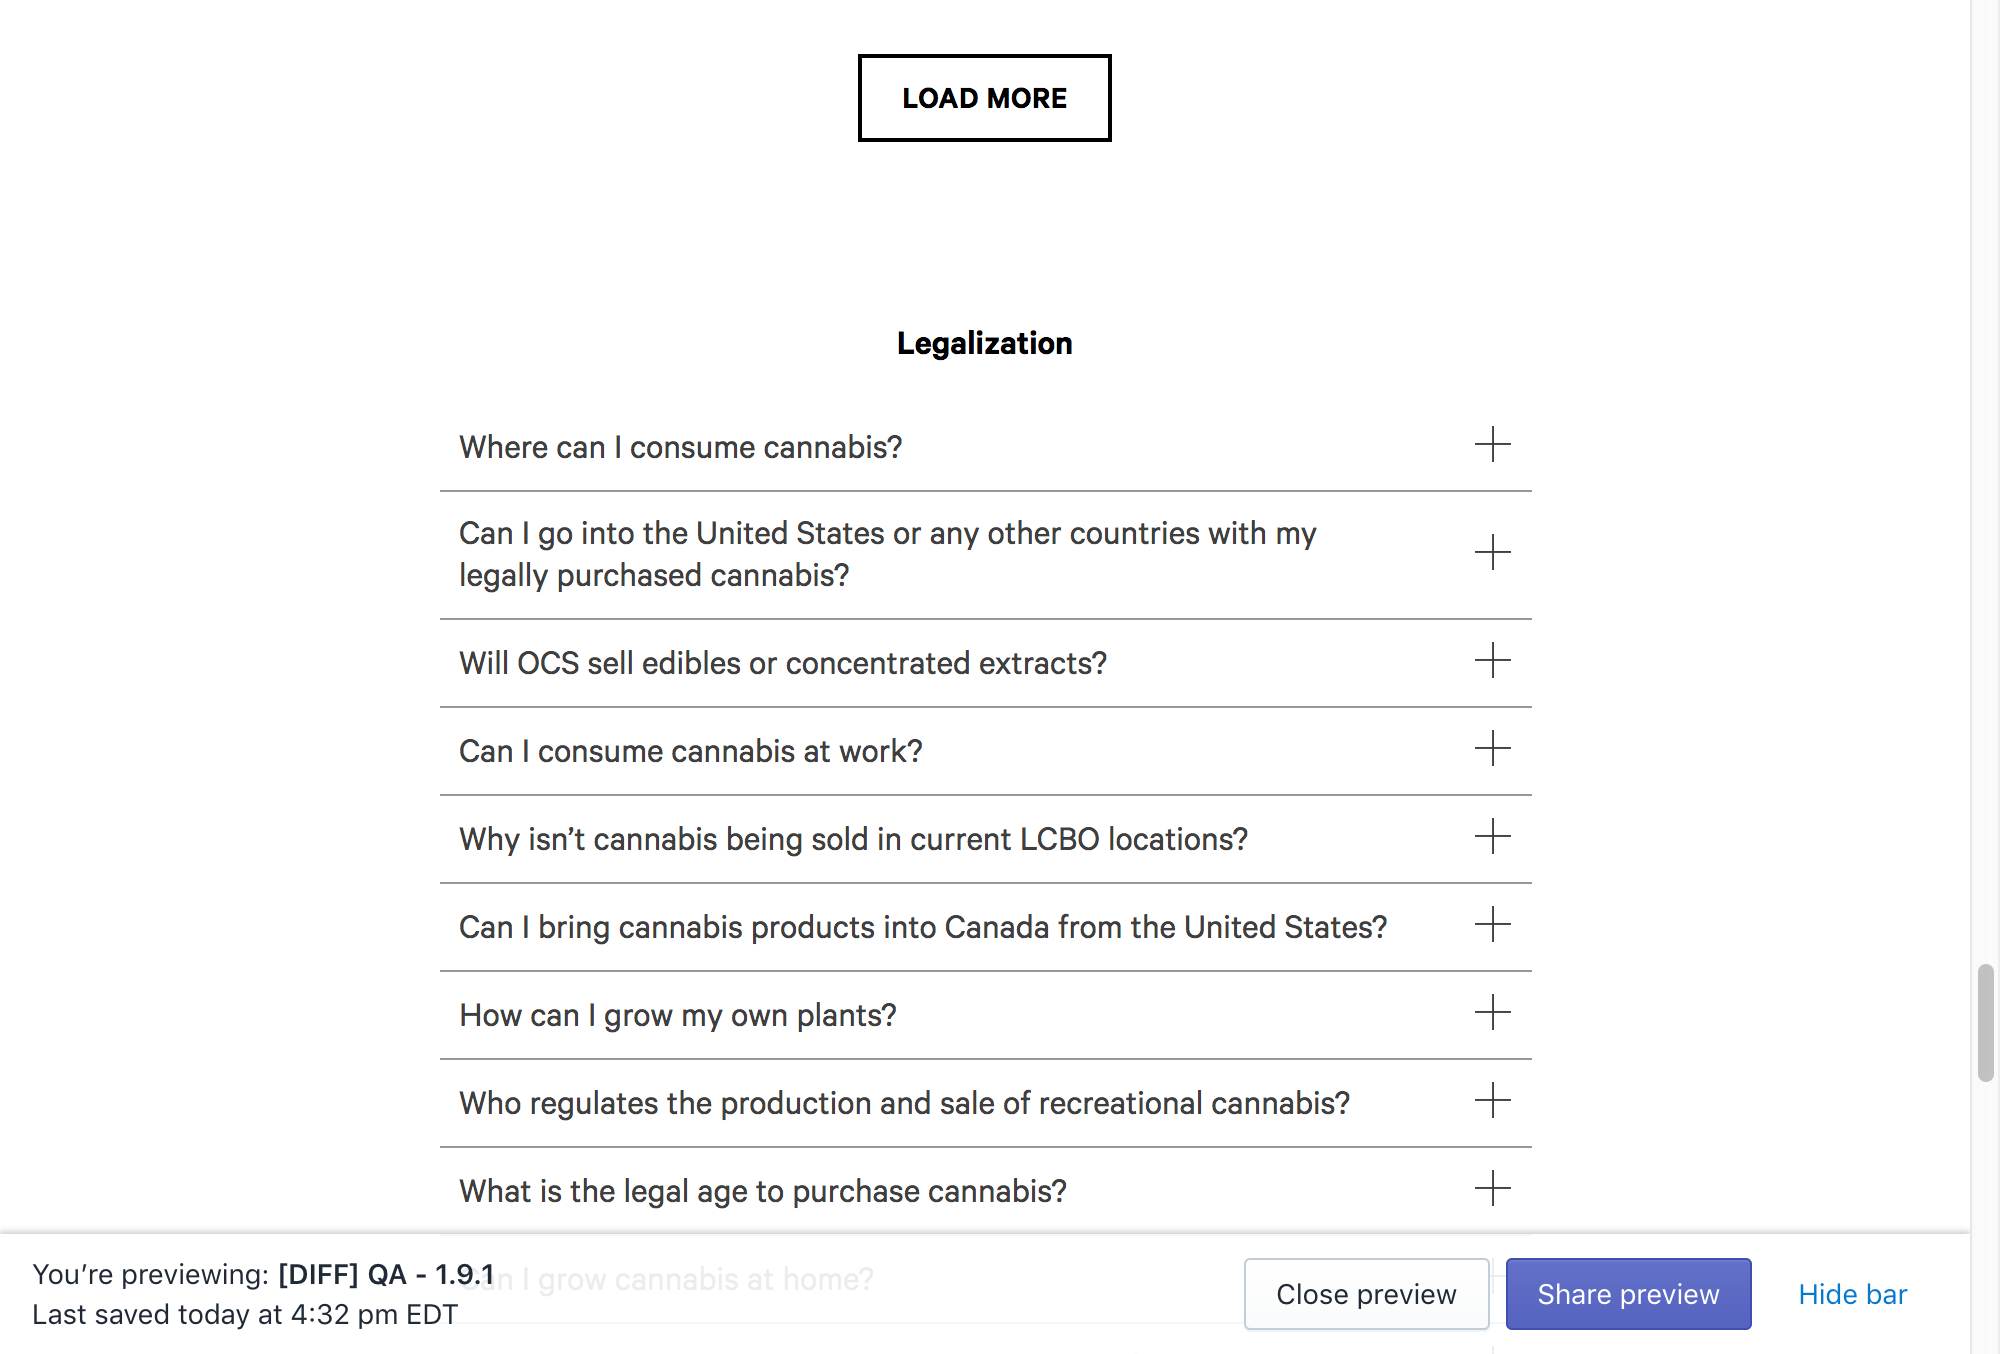 LOAD MORE
Legalization
Where can I consume cannabis?
Can I go into the United States or any other countries with my
legally purchased cannabis?
Will OCS sell edibles or concentrated extracts?
Can I consume cannabis at work?
Why isn’t cannabis being sold in current LCBO locations?
Can I bring cannabis products into Canada from the United States?
How can I grow my own plants?
Who regulates the production and sale of recreational cannabis?
What is the legal age to purchase cannabis?
Can I grow cannabis at home?
You’re previewing: [DIFF] QA - 1.9.1
Last saved today at 4:32 pm EDT
Close preview
Share preview
Hide bar